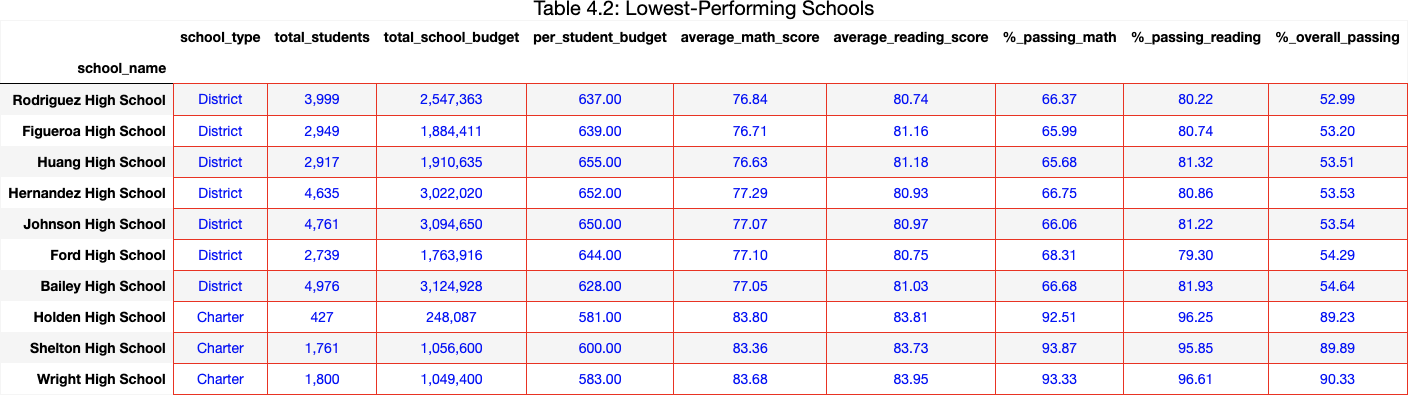 Table 4.2: Lowest-Performing Schools
school_type total_students total_school_budget per_student_budget average_math_score average_reading_score %_passing_math %_passing_reading %_overall_passing
school_name
Rodriguez High School District 3,999 2,547,363 637.00 76.84 80.74 66.37 80.22 52.99
Figueroa High School District 2,949 1,884,411 639.00 76.71 81.16 65.99 80.74 53.20
Huang High School District 2,917 1,910,635 655.00 76.63 81.18 65.68 81.32 53.51
Hernandez High School District 4,635 3,022,020 652.00 77.29 80.93 66.75 80.86 53.53
Johnson High School District 4,761 3,094,650 650.00 77.07 80.97 66.06 81.22 53.54
Ford High School District 2,739 1,763,916 644.00 77.10 80.75 68.31 79.30 54.29
Bailey High School District 4,976 3,124,928 628.00 77.05 81.03 66.68 81.93 54.64
Holden High School Charter 427 248,087 581.00 83.80 83.81 92.51 96.25 89.23
Shelton High School Charter 1,761 1,056,600 600.00 83.36 83.73 93.87 95.85 89.89
Wright High School Charter 1,800 1,049,400 583.00 83.68 83.95 93.33 96.61 90.33